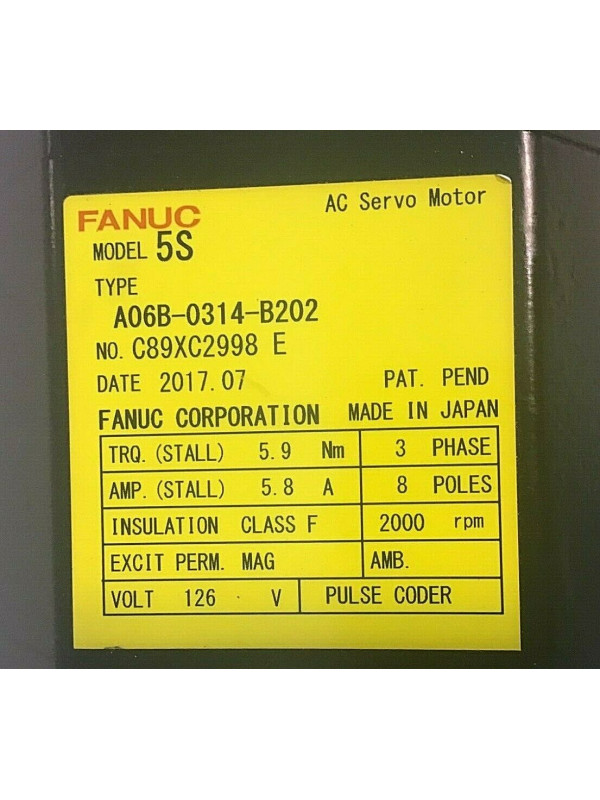 AC Servo Motor
FANUC
MODEL 5S
TYPE
A06B-0314-B202
NO. C89XC2998 E
DATE 2017.07 PAT. PEND
FANUC CORPORATION MADE IN JAPAN
TRQ. (STALL) 5.9 Nm 3 PHASE
AMP. (STALL) 5.8 A 8 POLES
INSULATION CLASS F 2000 rpm
EXCIT PERM. MAG AMB.
VOLT 126 V PULSE CODER